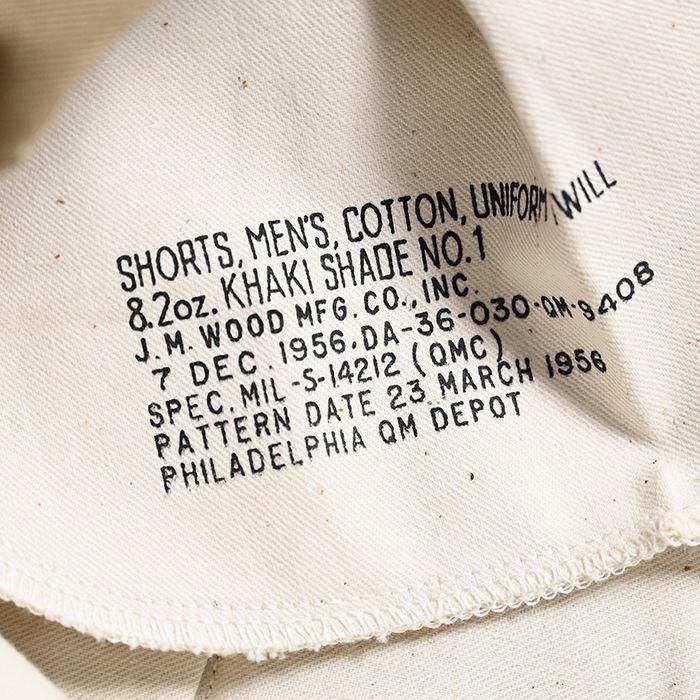 SHORTS, MEN'S, COTTON, UNIFORM, WILL
8.2oz. KHAKI SHADE NO.1
J.M. WOOD MFG. CO., INC.
7 DEC. 1956. DA-36-030-QM-9408
SPEC. MIL-S-14212 (QMC)
PATTERN DATE 23 MARCH 1956
PHILADELPHIA QM DEPOT